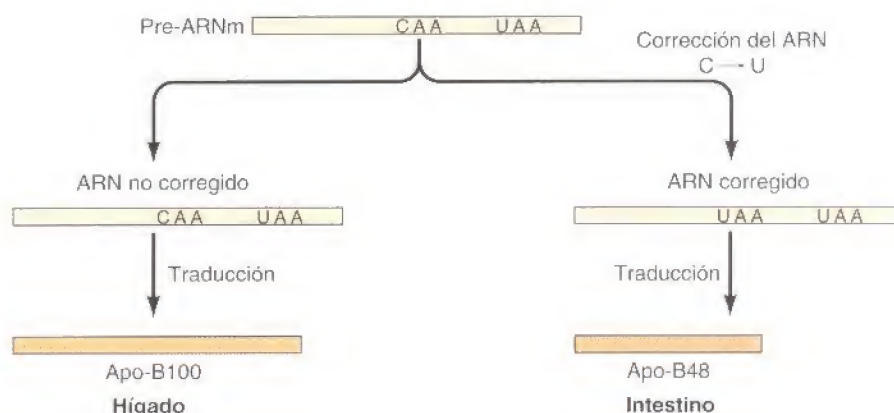 Pre-ARNm CAA UAA
Corrección del ARN
C → U
ARN no corregido
CAA UAA
ARN corregido
UAA UAA
Traducción
Traducción
Apo-B100
Hígado
Apo-B48
Intestino